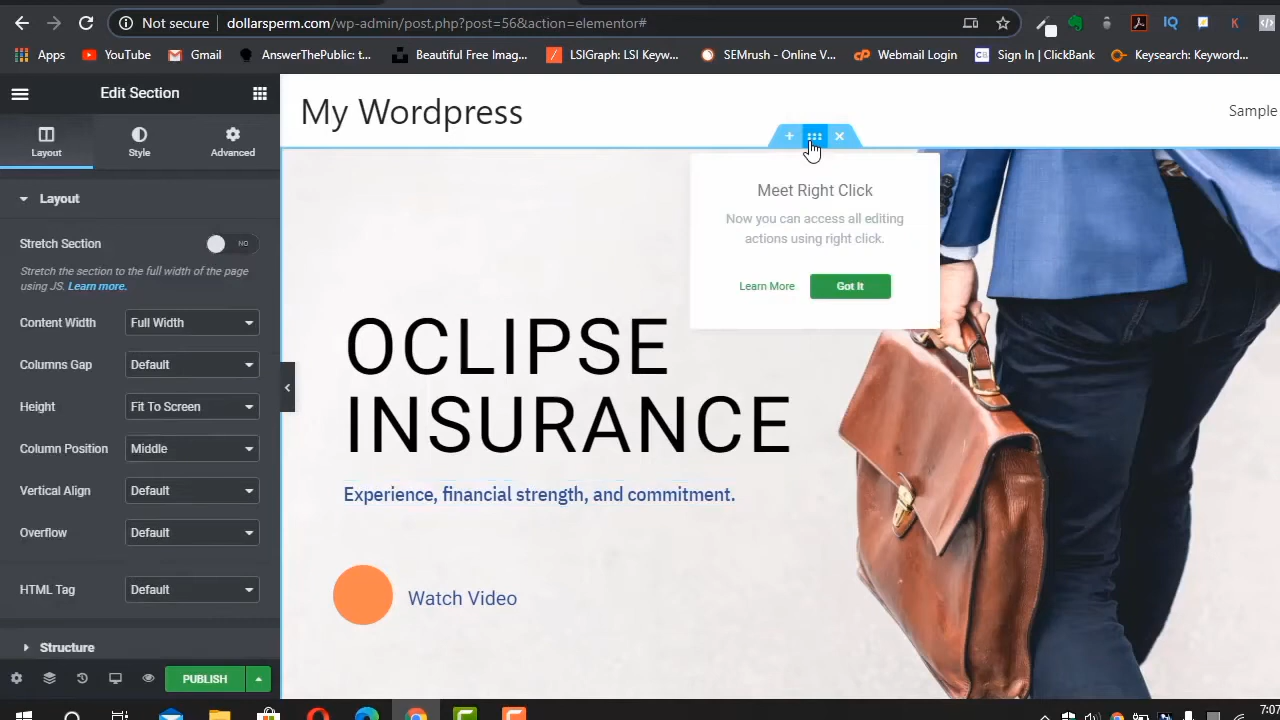 Not secure dollarsperm.com/wp-admin/post.php?post=56&action=elementor#
IQ
K
Apps YouTube Gmail AnswerThePublic: t... Beautiful Free Imag... LSIGraph: LSI Keyw... SEMrush - Online V... Webmail Login Sign In | ClickBank Keysearch: Keyword...
Edit Section
Layout Style Advanced
Layout
Stretch Section NO
Stretch the section to the full width of the page
using JS. Learn more.
Content Width Full Width
Columns Gap Default
Height Fit To Screen
Column Position Middle
Vertical Align Default
Overflow Default
HTML Tag Default
Structure
PUBLISH
My Wordpress
Sample
Meet Right Click
Now you can access all editing
actions using right click.
Learn More Got It
OCLIPSE
INSURANCE
Experience, financial strength, and commitment.
Watch Video
7:07